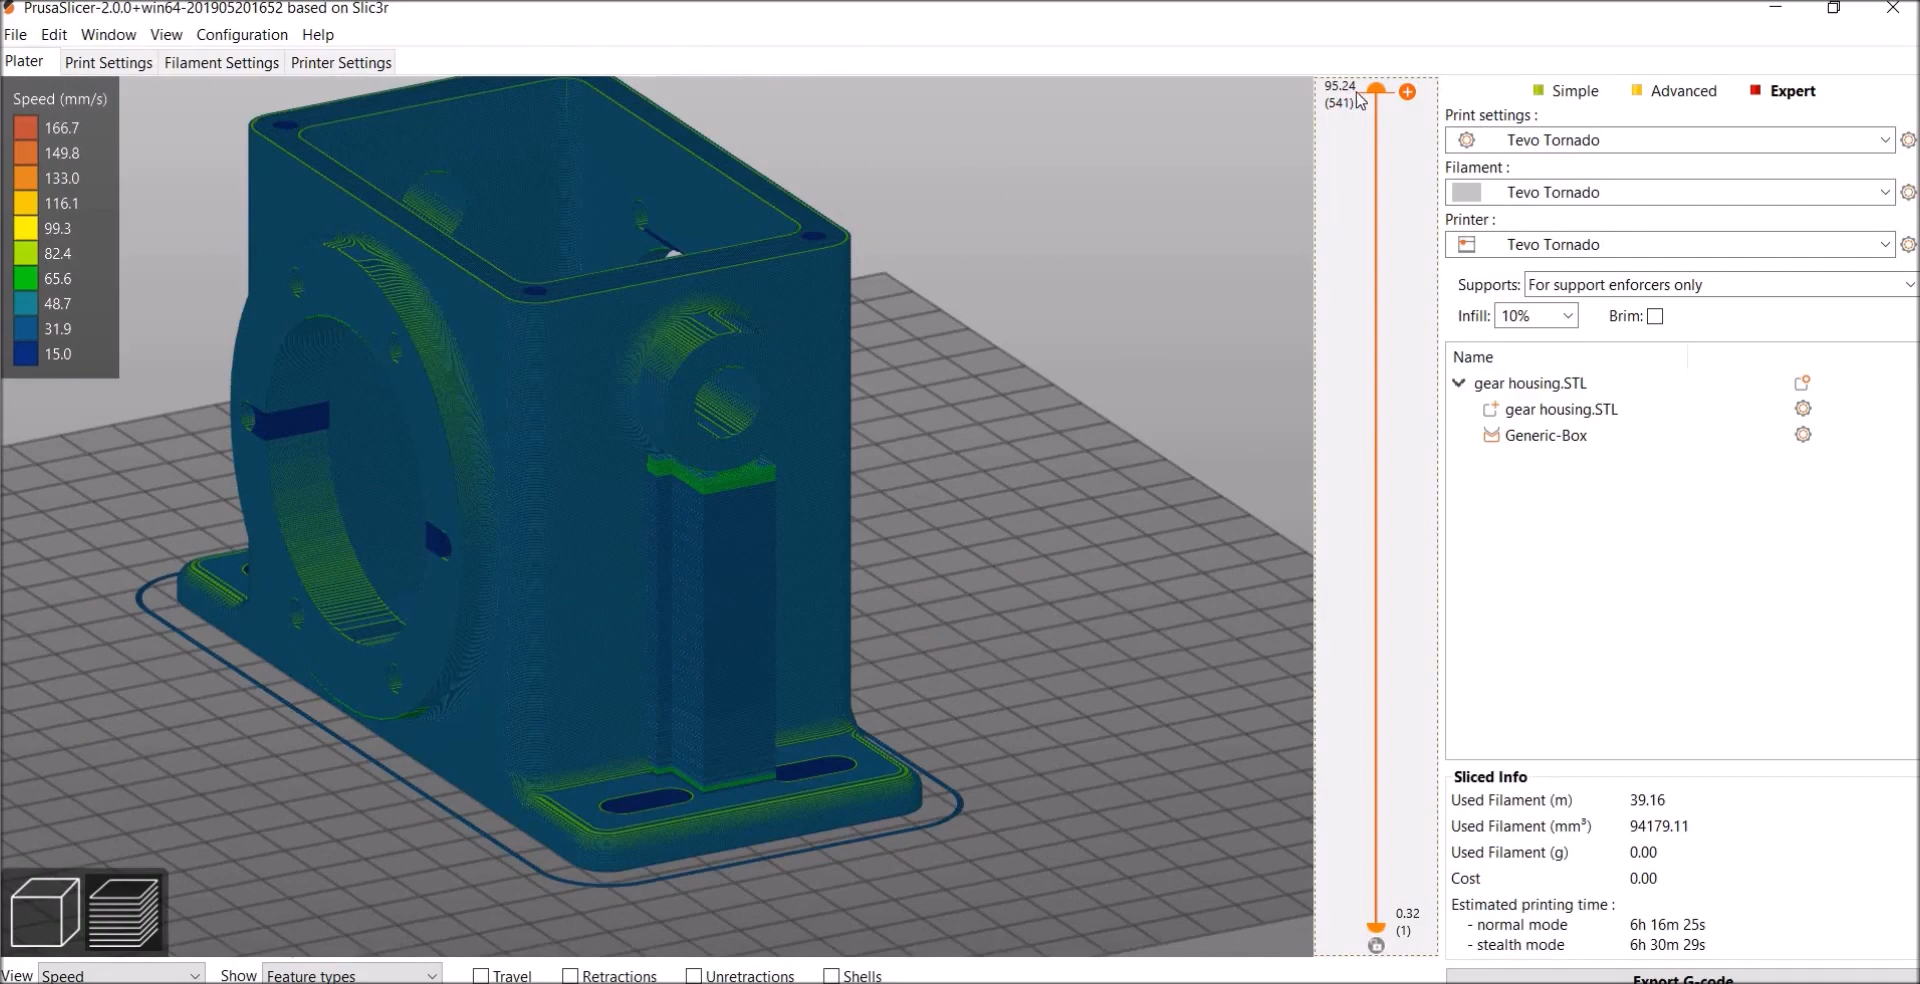 PrusaSlicer-2.0.0+win64-201905201652 based on Slic3r
File Edit Window View Configuration Help
Plater Print Settings Filament Settings Printer Settings
Speed (mm/s)
166.7
149.8
133.0
116.1
99.3
82.4
65.6
48.7
31.9
15.0
95.24
(541)
0.32
(1)
Simple Advanced Expert
Print settings :
Tevo Tornado
Filament :
Tevo Tornado
Printer :
Tevo Tornado
Supports: For support enforcers only
Infill: 10% Brim:
Name
gear housing.STL
gear housing.STL
Generic-Box
Sliced Info
Used Filament (m) 39.16
Used Filament (mm³) 94179.11
Used Filament (g) 0.00
Cost 0.00
Estimated printing time :
- normal mode 6h 16m 25s
- stealth mode 6h 30m 29s
Export G-code
View Speed Show Feature types Travel Retractions Unretractions Shells